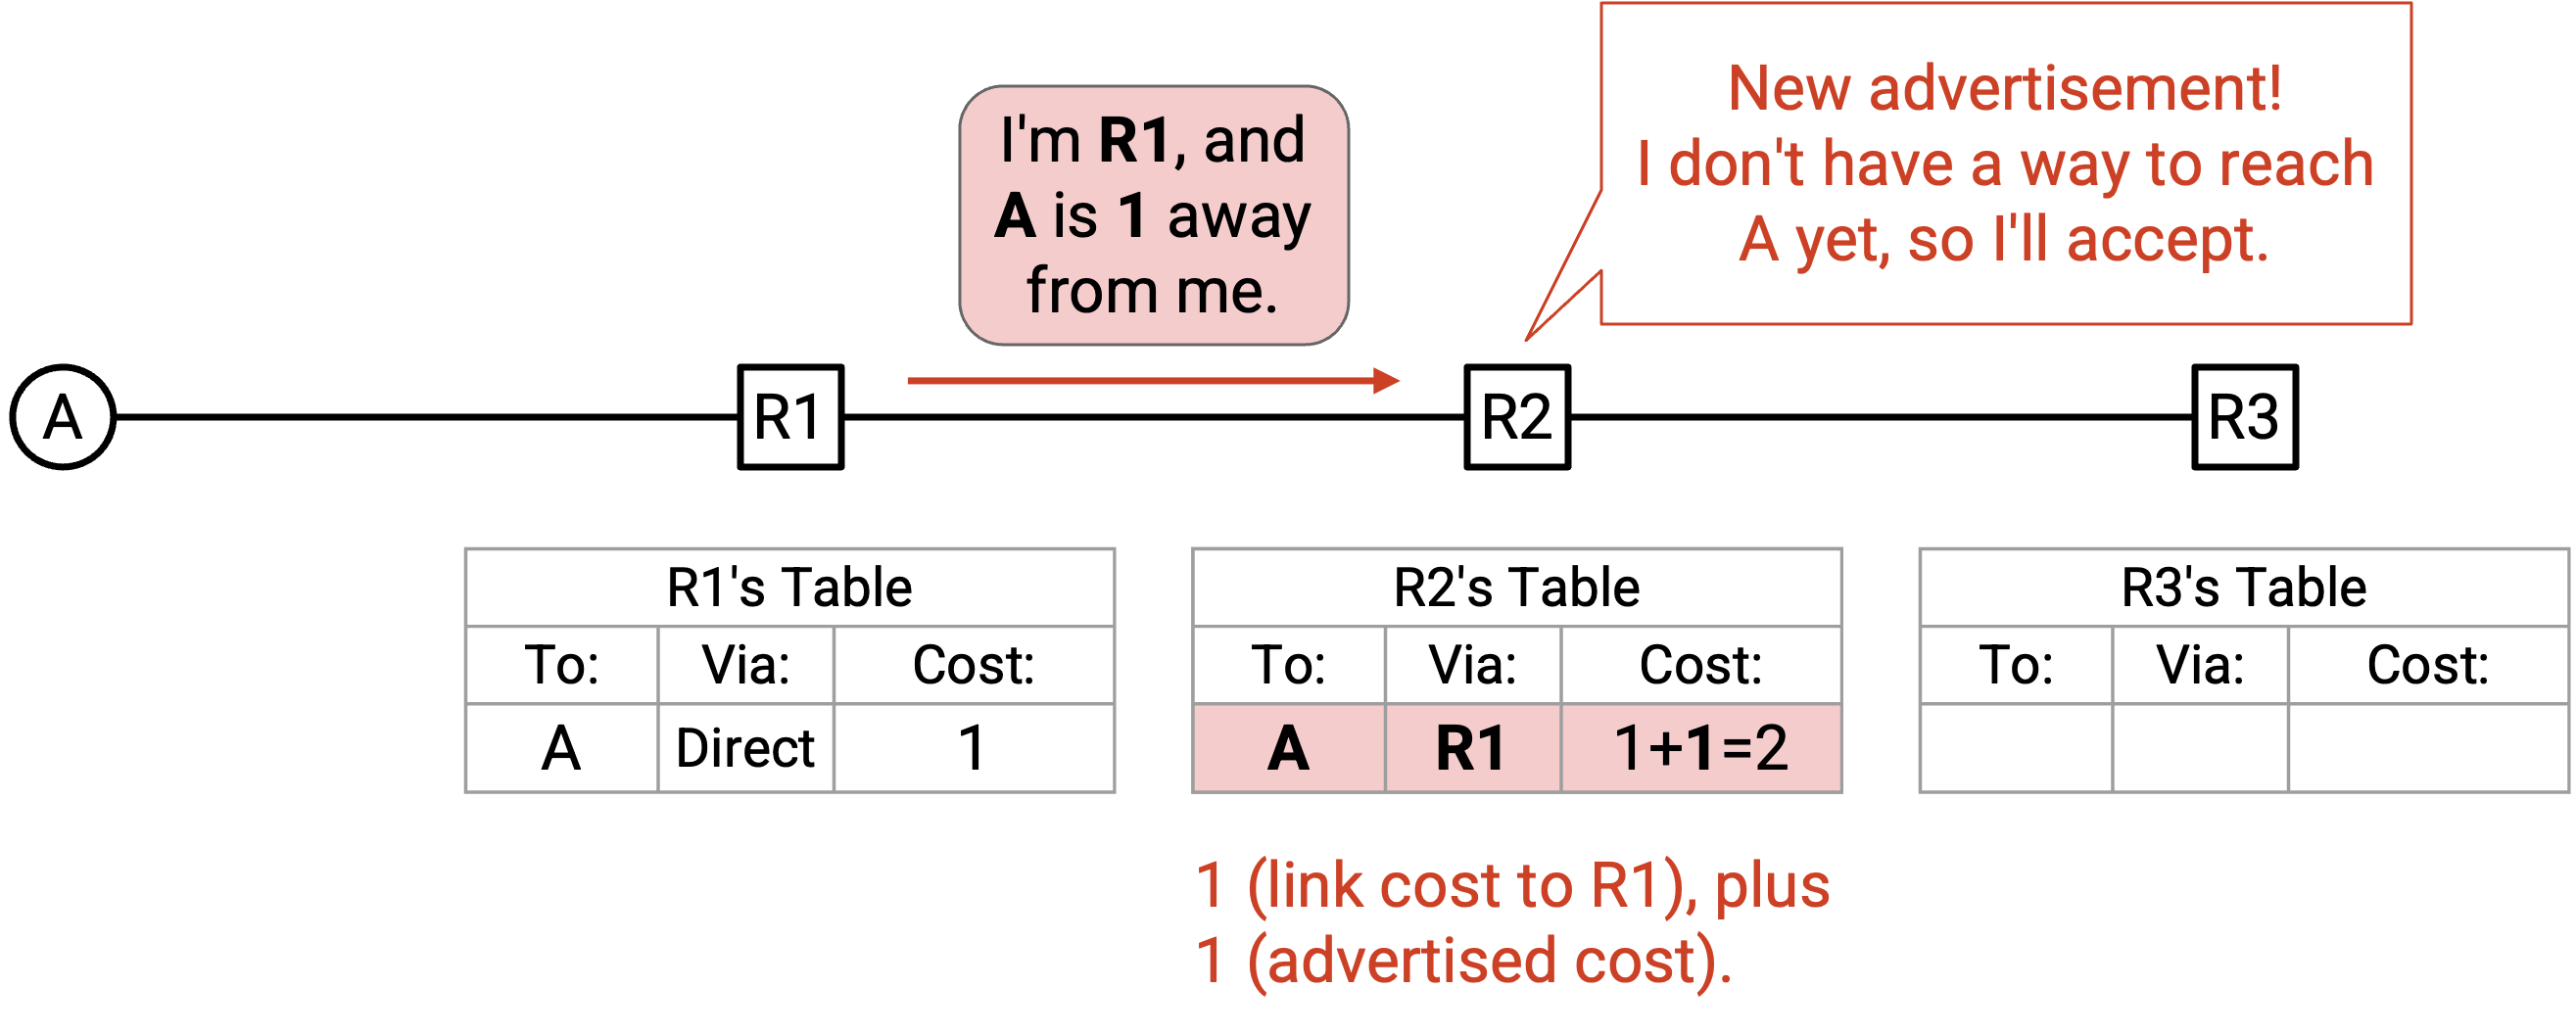 New advertisement!
I don't have a way to reach
A yet, so I'll accept.
I'm R1, and
A is 1 away
from me.
A
R1
R2
R3
R1's Table
To: Via: Cost:
A Direct 1
R2's Table
To: Via: Cost:
A R1 1+1=2
R3's Table
To: Via: Cost:
1 (link cost to R1), plus
1 (advertised cost).